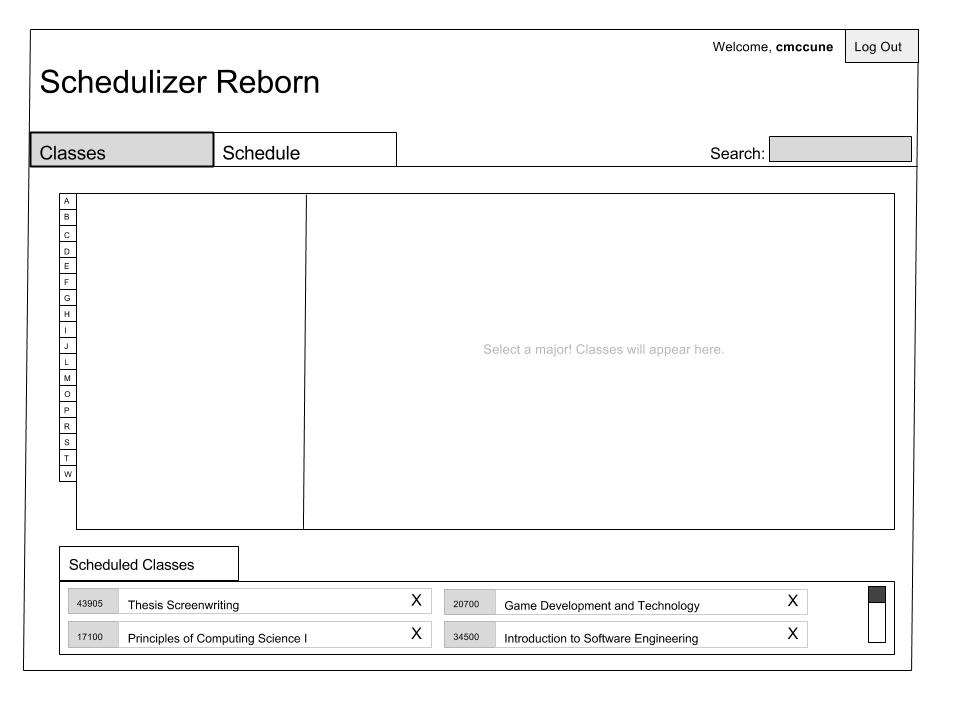 Welcome, cmccune Log Out
Schedulizer Reborn
Classes Schedule Search:
A
B
C
D
E
F
G
H
I
J
L
M
O
P
R
S
T
W
Select a major! Classes will appear here.
Scheduled Classes
43905 Thesis Screenwriting X 20700 Game Development and Technology X
17100 Principles of Computing Science I X 34500 Introduction to Software Engineering X